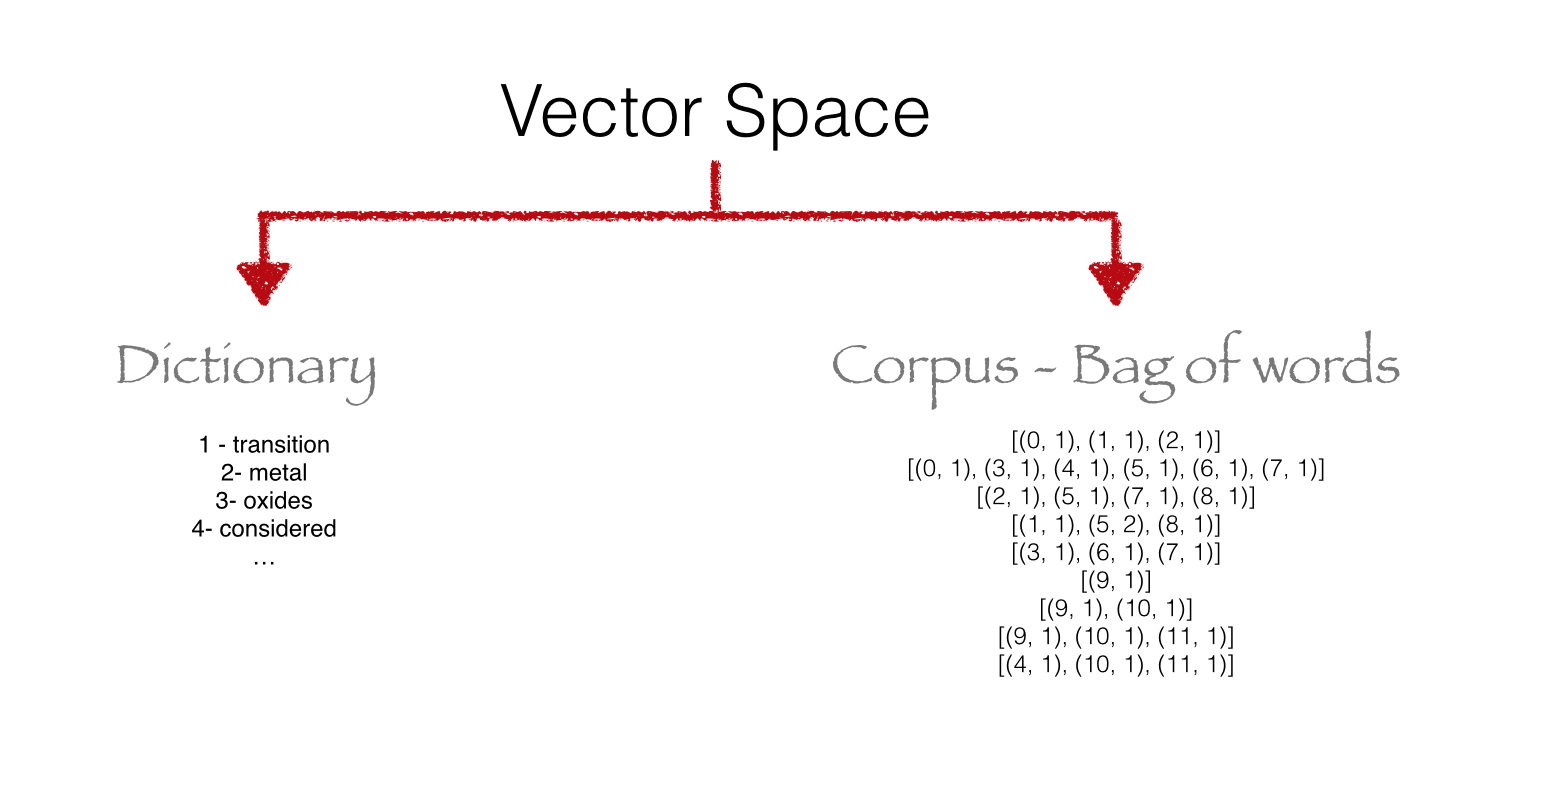 Vector Space
Dictionary
1 - transition
2- metal
3- oxides
4- considered
…
Corpus - Bag of words
[(0, 1), (1, 1), (2, 1)]
[(0, 1), (3, 1), (4, 1), (5, 1), (6, 1), (7, 1)]
[(2, 1), (5, 1), (7, 1), (8, 1)]
[(1, 1), (5, 2), (8, 1)]
[(3, 1), (6, 1), (7, 1)]
[(9, 1)]
[(9, 1), (10, 1)]
[(9, 1), (10, 1), (11, 1)]
[(4, 1), (10, 1), (11, 1)]